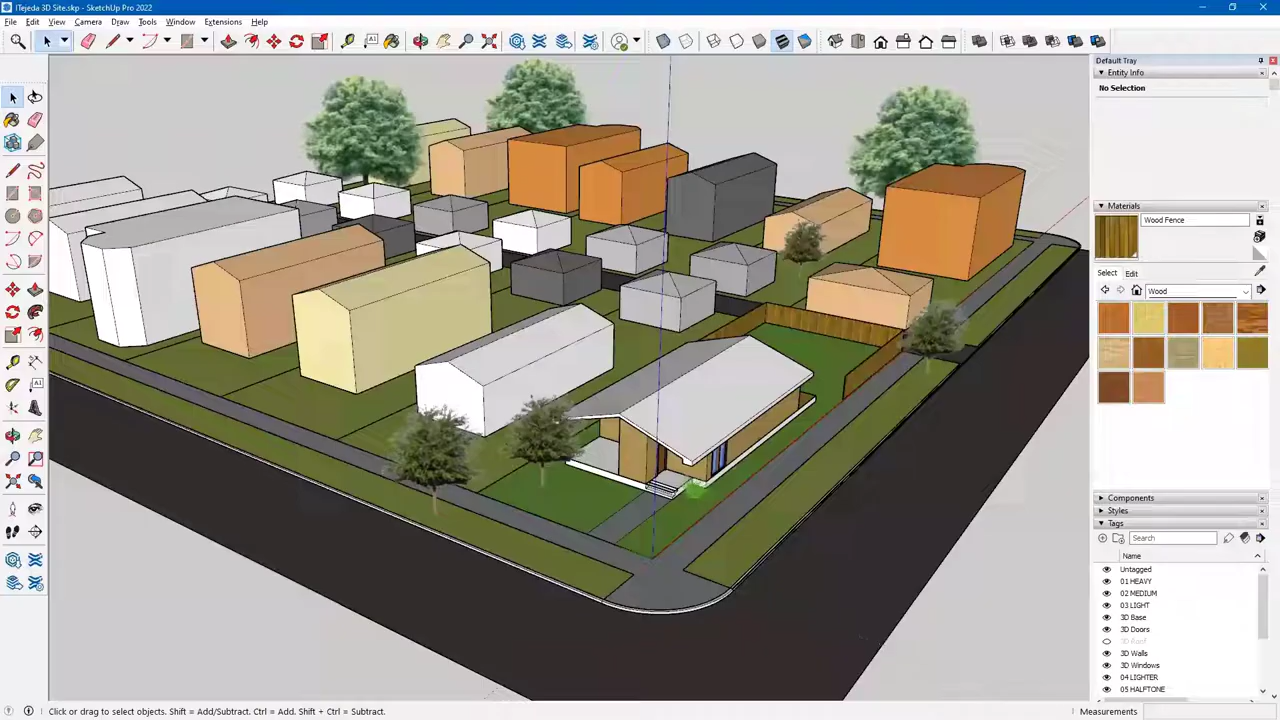 ITejeda 3D Site.skp - SketchUp Pro 2022
File Edit View Camera Draw Tools Window Extensions Help
Default Tray
Entity Info
No Selection
Materials
Wood Fence
Select Edit
Wood
Components
Styles
Tags
Search
Name
Untagged
01 HEAVY
02 MEDIUM
03 LIGHT
3D Base
3D Doors
3D Roof
3D Walls
3D Windows
04 LIGHTER
05 HALFTONE
Click or drag to select objects. Shift = Add/Subtract. Ctrl = Add. Shift + Ctrl = Subtract.
Measurements